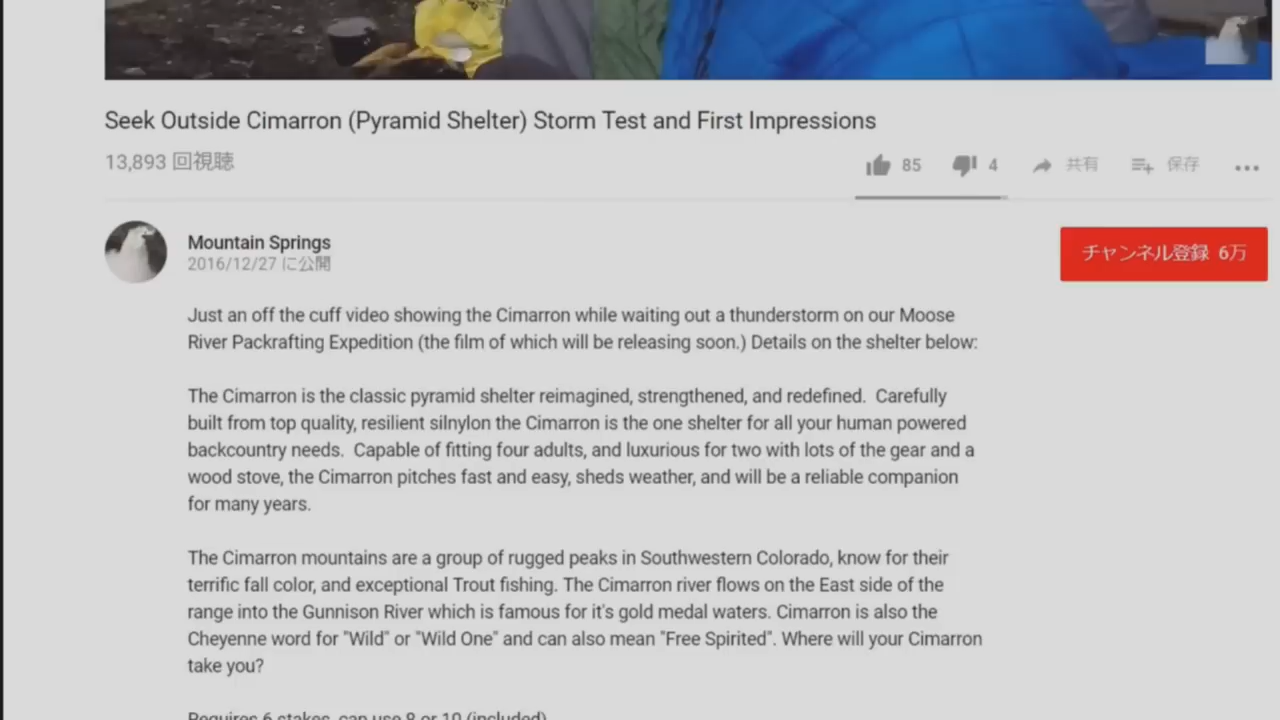 Seek Outside Cimarron (Pyramid Shelter) Storm Test and First Impressions
13,893 回視聴
85
4
共有
保存
Mountain Springs
2016/12/27 に公開
チャンネル登録 6万
Just an off the cuff video showing the Cimarron while waiting out a thunderstorm on our Moose
River Packrafting Expedition (the film of which will be releasing soon.) Details on the shelter below:
The Cimarron is the classic pyramid shelter reimagined, strengthened, and redefined.  Carefully
built from top quality, resilient silnylon the Cimarron is the one shelter for all your human powered
backcountry needs.  Capable of fitting four adults, and luxurious for two with lots of the gear and a
wood stove, the Cimarron pitches fast and easy, sheds weather, and will be a reliable companion
for many years.
The Cimarron mountains are a group of rugged peaks in Southwestern Colorado, know for their
terrific fall color, and exceptional Trout fishing. The Cimarron river flows on the East side of the
range into the Gunnison River which is famous for it's gold medal waters. Cimarron is also the
Cheyenne word for "Wild" or "Wild One" and can also mean "Free Spirited". Where will your Cimarron
take you?
Requires 6 stakes, can use 8 or 10 (included)